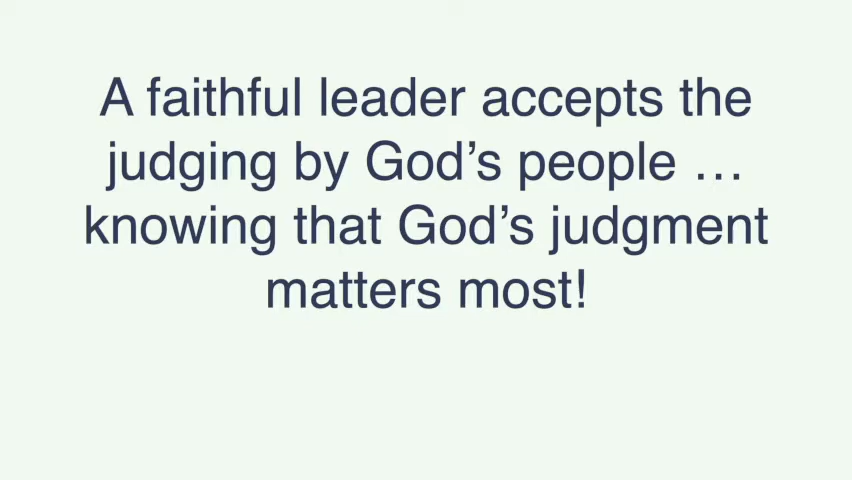 A faithful leader accepts the
judging by God’s people …
knowing that God’s judgment
matters most!